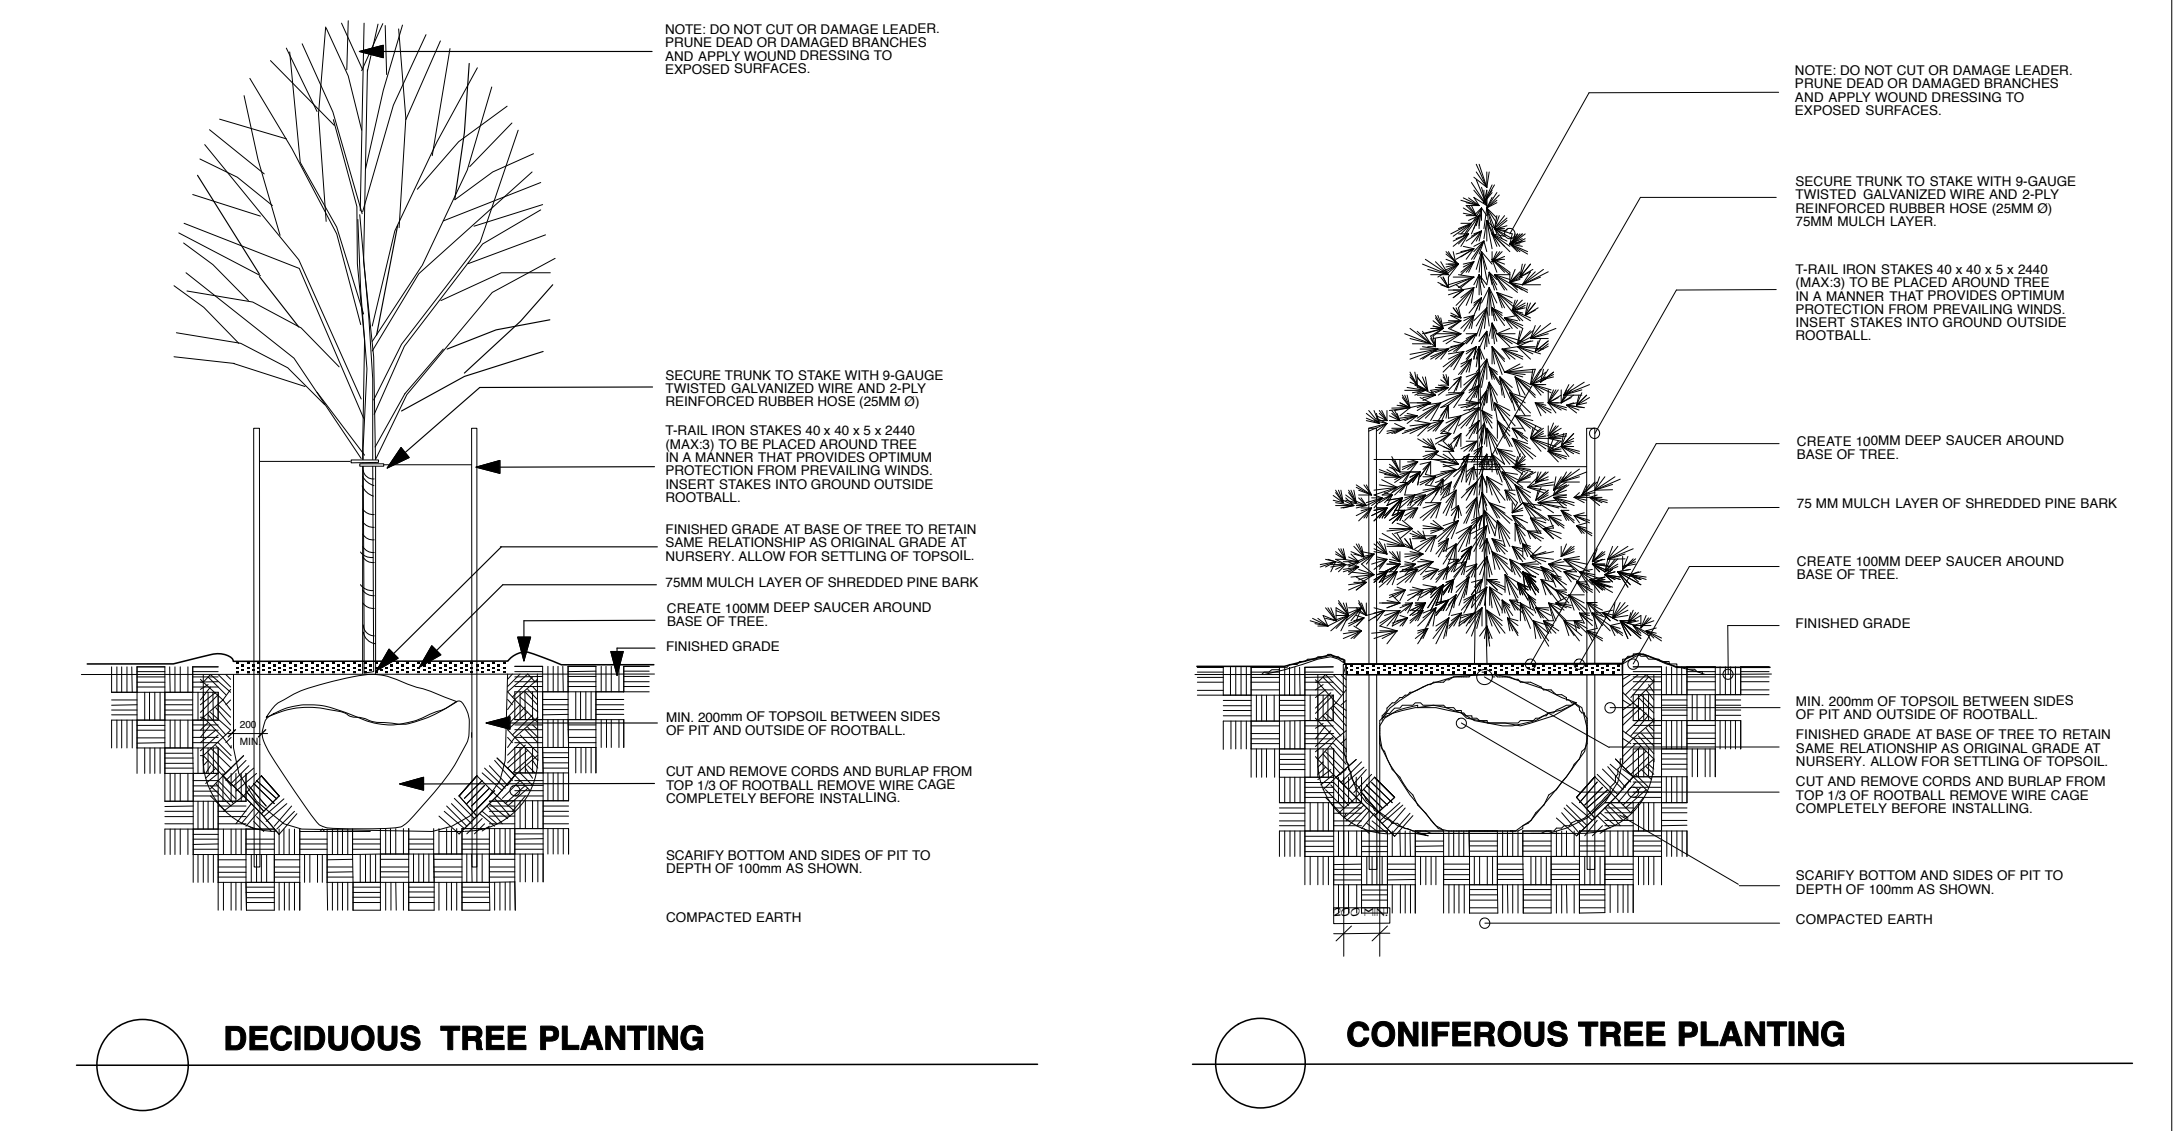 NOTE: DO NOT CUT OR DAMAGE LEADER.
PRUNE DEAD OR DAMAGED BRANCHES
AND APPLY WOUND DRESSING TO
EXPOSED SURFACES.
SECURE TRUNK TO STAKE WITH 9-GAUGE
TWISTED GALVANIZED WIRE AND 2-PLY
REINFORCED RUBBER HOSE (25MM Ø)
T-RAIL IRON STAKES 40 x 40 x 5 x 2440
(MAX:3) TO BE PLACED AROUND TREE
IN A MANNER THAT PROVIDES OPTIMUM
PROTECTION FROM PREVAILING WINDS.
INSERT STAKES INTO GROUND OUTSIDE
ROOTBALL.
FINISHED GRADE AT BASE OF TREE TO RETAIN
SAME RELATIONSHIP AS ORIGINAL GRADE AT
NURSERY. ALLOW FOR SETTLING OF TOPSOIL.
75MM MULCH LAYER OF SHREDDED PINE BARK
CREATE 100MM DEEP SAUCER AROUND
BASE OF TREE.
FINISHED GRADE
200
MIN
MIN. 200mm OF TOPSOIL BETWEEN SIDES
OF PIT AND OUTSIDE OF ROOTBALL.
CUT AND REMOVE CORDS AND BURLAP FROM
TOP 1/3 OF ROOTBALL REMOVE WIRE CAGE
COMPLETELY BEFORE INSTALLING.
SCARIFY BOTTOM AND SIDES OF PIT TO
DEPTH OF 100mm AS SHOWN.
COMPACTED EARTH
DECIDUOUS TREE PLANTING
NOTE: DO NOT CUT OR DAMAGE LEADER.
PRUNE DEAD OR DAMAGED BRANCHES
AND APPLY WOUND DRESSING TO
EXPOSED SURFACES.
SECURE TRUNK TO STAKE WITH 9-GAUGE
TWISTED GALVANIZED WIRE AND 2-PLY
REINFORCED RUBBER HOSE (25MM Ø)
75MM MULCH LAYER.
T-RAIL IRON STAKES 40 x 40 x 5 x 2440
(MAX:3) TO BE PLACED AROUND TREE
IN A MANNER THAT PROVIDES OPTIMUM
PROTECTION FROM PREVAILING WINDS.
INSERT STAKES INTO GROUND OUTSIDE
ROOTBALL.
CREATE 100MM DEEP SAUCER AROUND
BASE OF TREE.
75 MM MULCH LAYER OF SHREDDED PINE BARK
CREATE 100MM DEEP SAUCER AROUND
BASE OF TREE.
FINISHED GRADE
MIN. 200mm OF TOPSOIL BETWEEN SIDES
OF PIT AND OUTSIDE OF ROOTBALL.
FINISHED GRADE AT BASE OF TREE TO RETAIN
SAME RELATIONSHIP AS ORIGINAL GRADE AT
NURSERY. ALLOW FOR SETTLING OF TOPSOIL.
CUT AND REMOVE CORDS AND BURLAP FROM
TOP 1/3 OF ROOTBALL REMOVE WIRE CAGE
COMPLETELY BEFORE INSTALLING.
SCARIFY BOTTOM AND SIDES OF PIT TO
DEPTH OF 100mm AS SHOWN.
COMPACTED EARTH
200 MIN.
CONIFEROUS TREE PLANTING